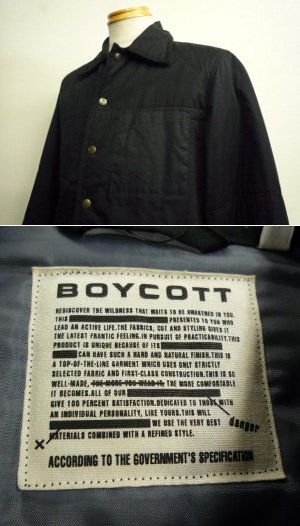 BOYCOTT
REDISCOVER THE WILDNESS THAT WAITS TO BE AWAKENED IN YOU.
THIS PRESENTED TO YOU WHO
LEAD AN ACTIVE LIFE.THE FABRICS, CUT AND STYLING GIVES IT
THE LATENT FRANTIC FEELING.IN PURSUIT OF PRACTICABILITY.THIS
PRODUCT IS UNIQUE BECAUSE OF ITS
CAN HAVE SUCH A HARD AND NATURAL FINISH.THIS IS
A TOP-OF-THE-LINE GARMENT WHICH USES ONLY STRICTLY
SELECTED FABRIC AND FIRST-CLASS CONSTRUCTION.THIS IS SO
WELL-MADE, THE MORE YOU WEAR IT, THE MORE COMFORTABLE
IT BECOMES.ALL OF OUR
GIVE 100 PERCENT SATISFACTION.DEDICATED TO THOSE WITH
AN INDIVIDUAL PERSONALITY, LIKE YOURS.THIS WILL
WE USE THE VERY BEST
danger
MATERIALS COMBINED WITH A REFINED STYLE.
ACCORDING TO THE GOVERNMENT'S SPECIFICATION